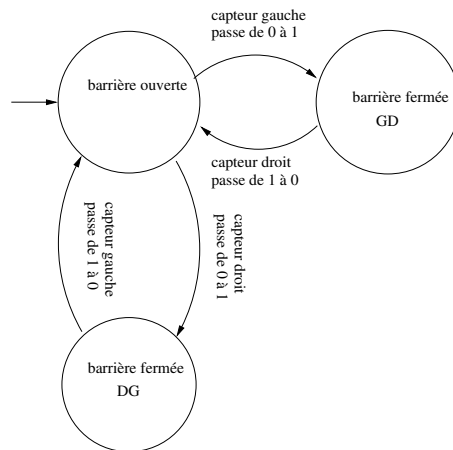 capteur gauche
passe de 0 à 1
barrière ouverte
barrière fermée
GD
capteur droit
passe de 1 à 0
capteur gauche
passe de 1 à 0
capteur droit
passe de 0 à 1
barrière fermée
DG